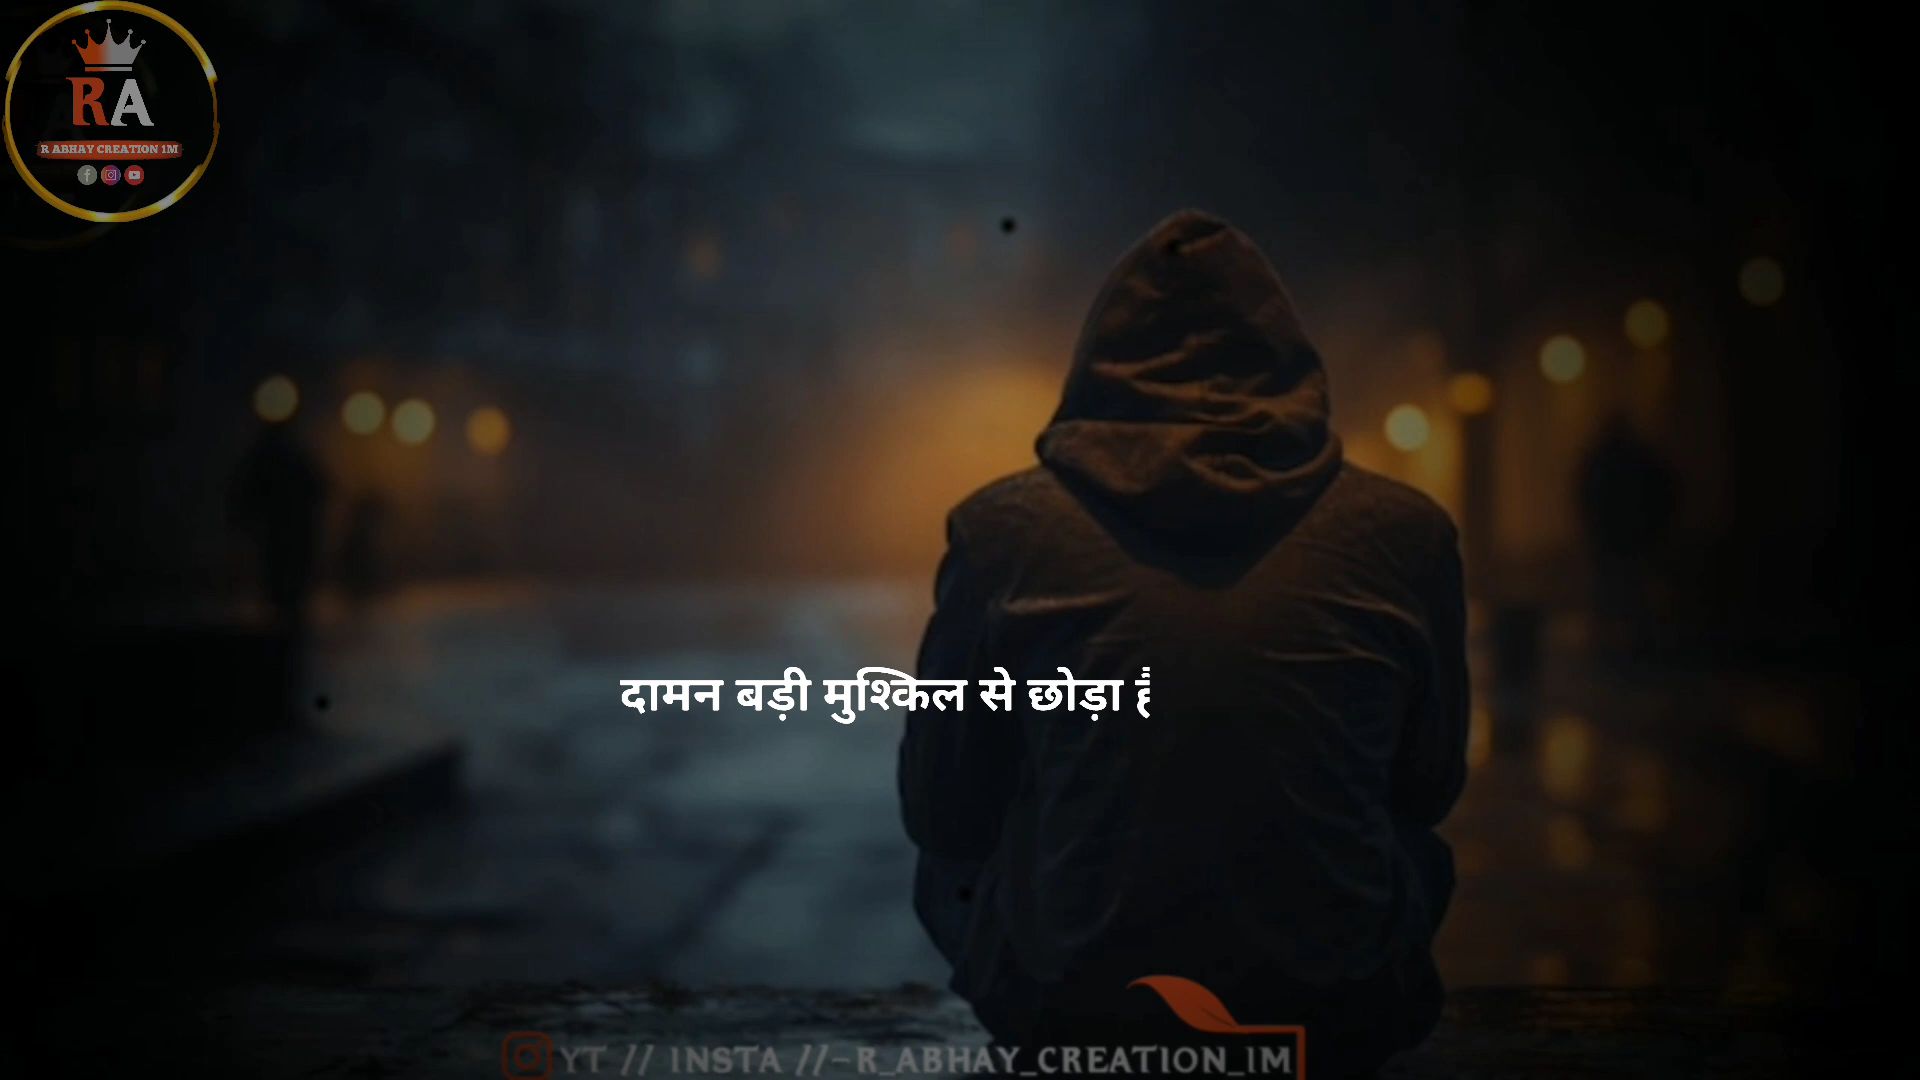 RA
R ABHAY CREATION 1M
दामन बड़ी मुश्किल से छोड़ा
YT // INSTA //-R_ABHAY_CREATION_1M